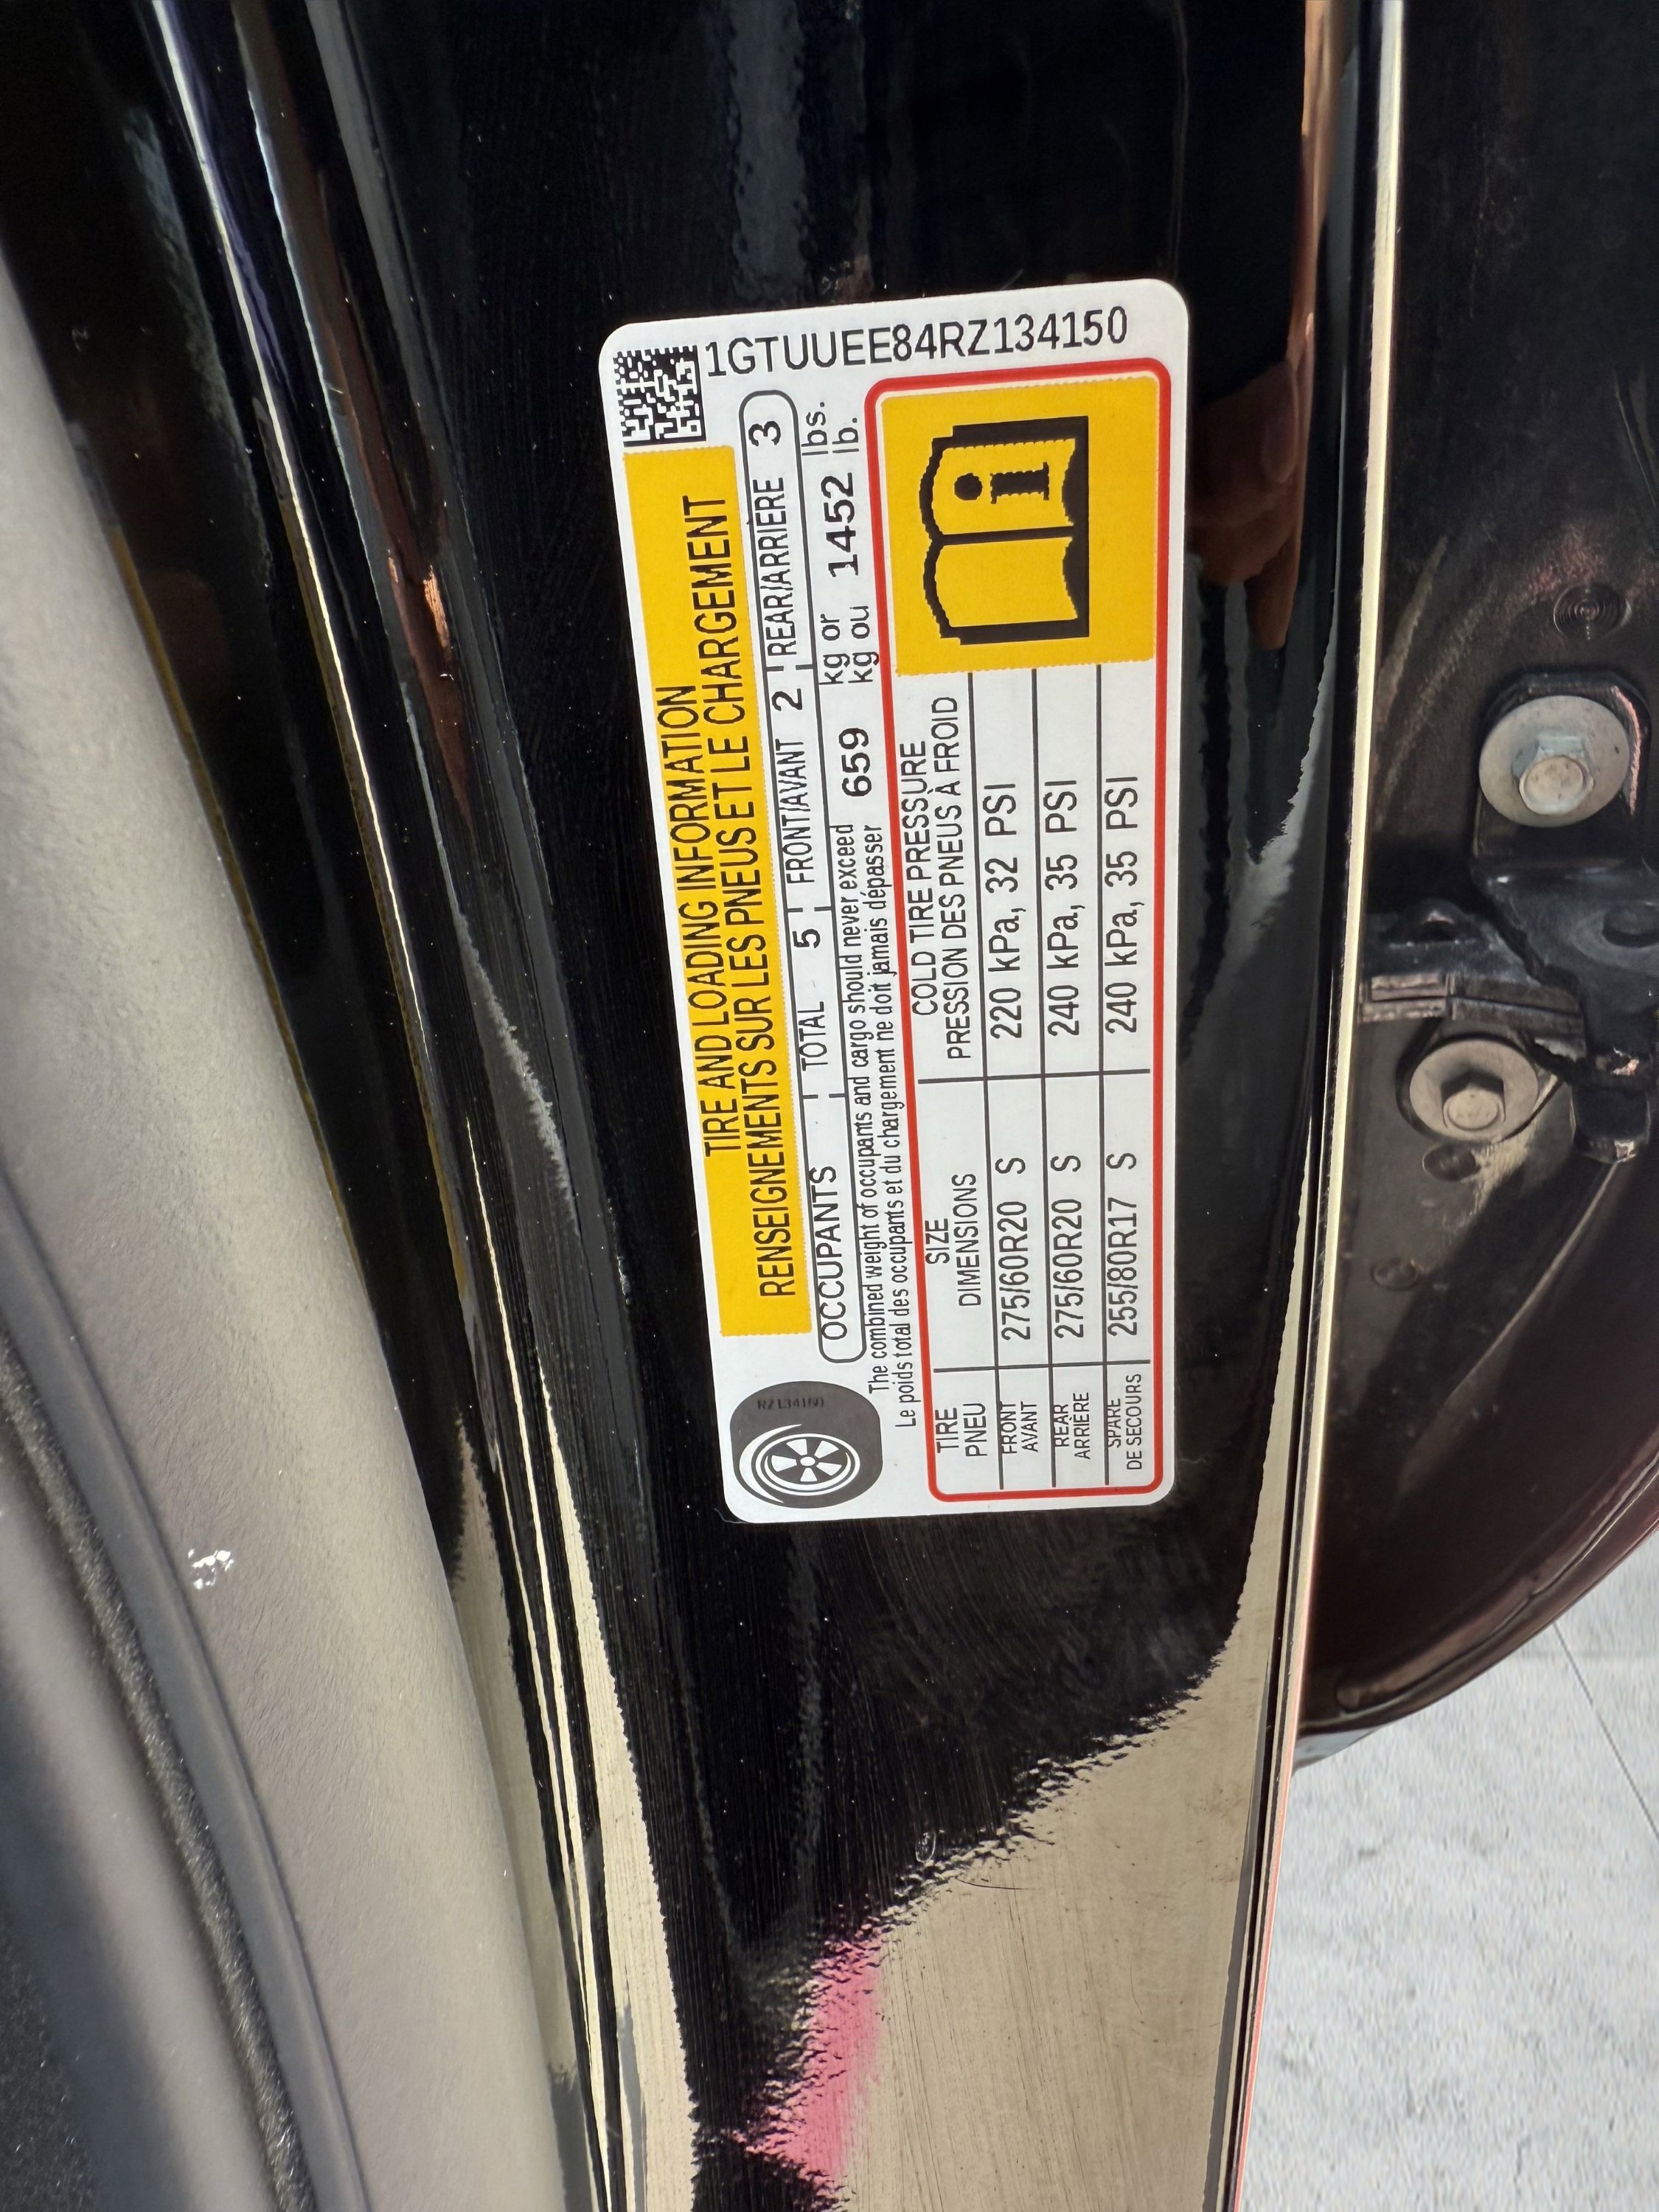 1GTUUEE84RZ134150
TIRE AND LOADING INFORMATION
RENSEIGNEMENTS SUR LES PNEUS ET LE CHARGEMENT
RZ134150
OCCUPANTS TOTAL 5 FRONT/AVANT 2 REAR/ARRIÈRE 3
The combined weight of occupants and cargo should never exceed 659 kg or 1452 lbs.
Le poids total des occupants et du chargement ne doit jamais dépasser kg ou lb.
TIRE SIZE COLD TIRE PRESSURE
PNEU DIMENSIONS PRESSION DES PNEUS À FROID
FRONT 275/60R20 S 220 kPa, 32 PSI
AVANT
REAR 275/60R20 S 240 kPa, 35 PSI
ARRIÈRE
SPARE 255/80R17 S 240 kPa, 35 PSI
DE SECOURS
i